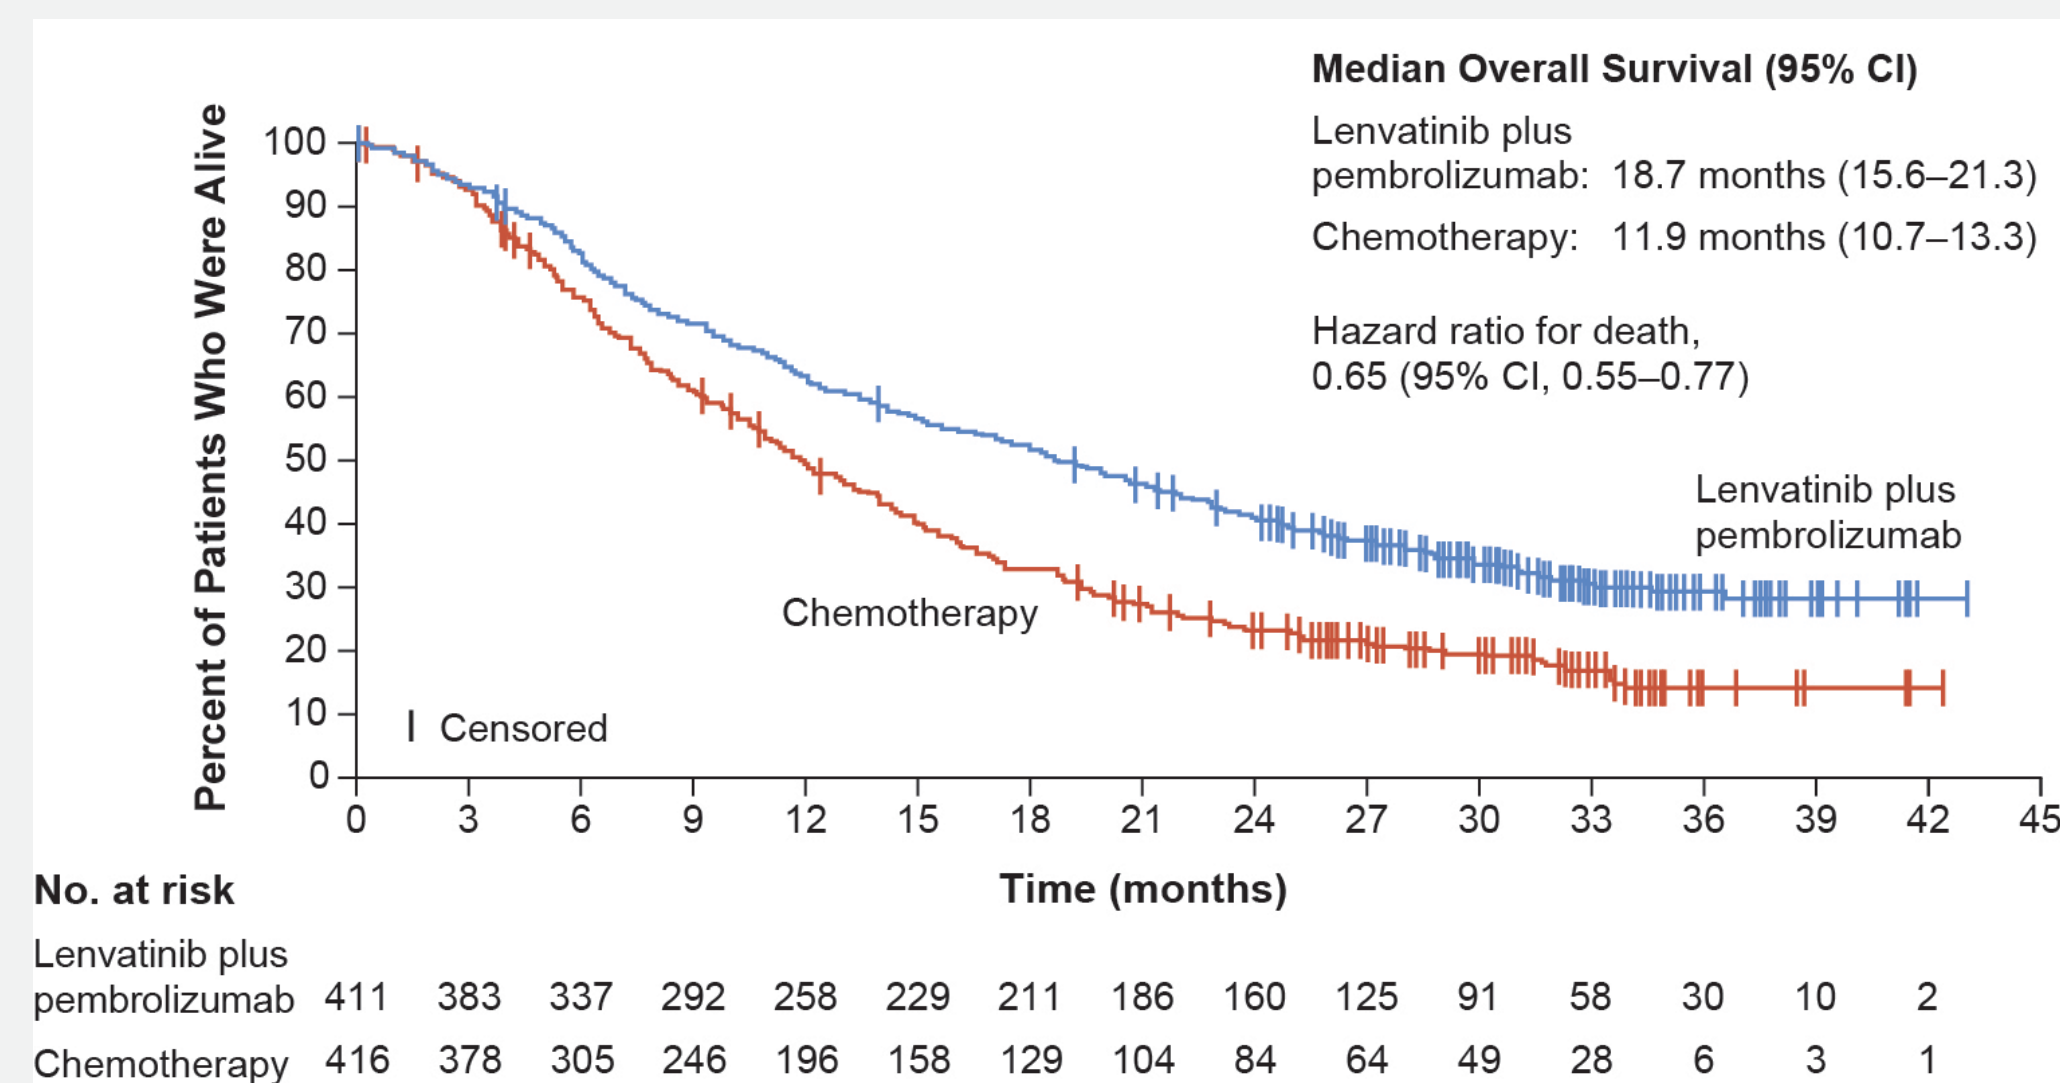 Median Overall Survival (95% CI)
Lenvatinib plus
pembrolizumab: 18.7 months (15.6–21.3)
Chemotherapy: 11.9 months (10.7–13.3)
Hazard ratio for death,
0.65 (95% CI, 0.55–0.77)
Percent of Patients Who Were Alive
100
90
80
70
60
50
40
30
20
10
0
Lenvatinib plus
pembrolizumab
Chemotherapy
Censored
0 3 6 9 12 15 18 21 24 27 30 33 36 39 42 45
Time (months)
No. at risk
Lenvatinib plus
pembrolizumab 411 383 337 292 258 229 211 186 160 125 91 58 30 10 2
Chemotherapy 416 378 305 246 196 158 129 104 84 64 49 28 6 3 1